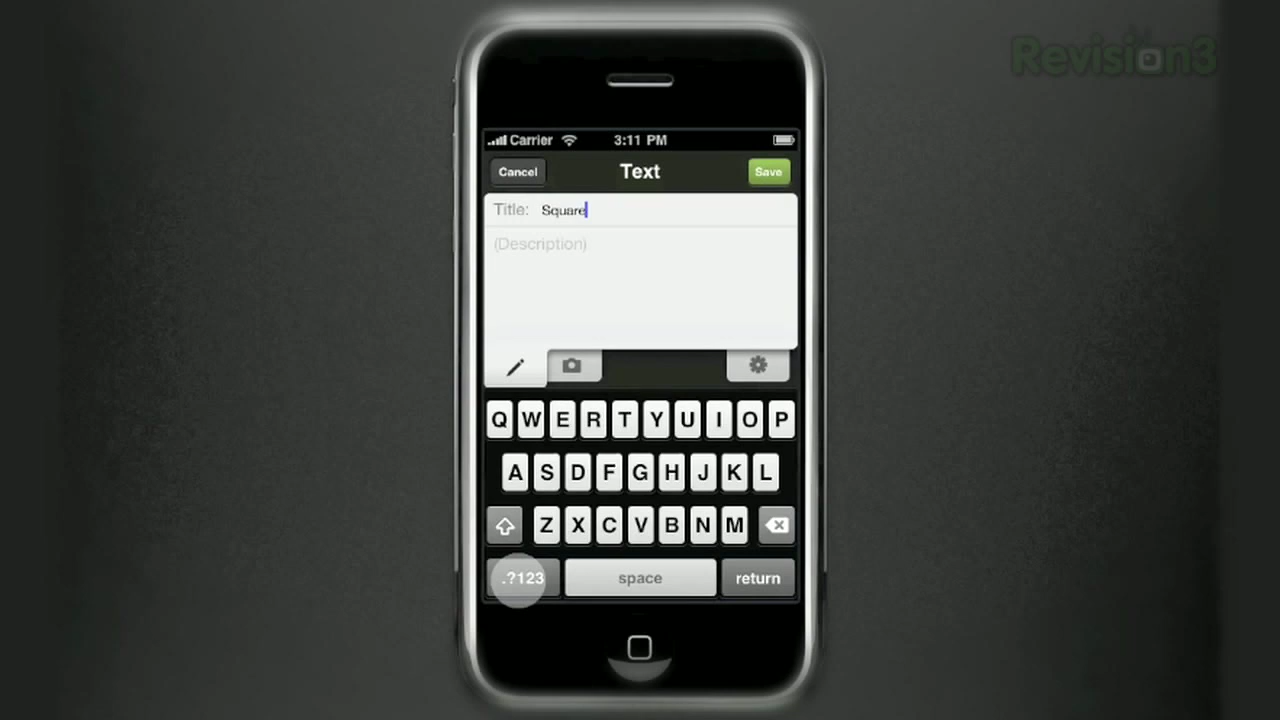 Revision3
Carrier 3:11 PM
Cancel Text Save
Title: Square
(Description)
Q W E R T Y U I O P
A S D F G H J K L
Z X C V B N M
.?123 space return